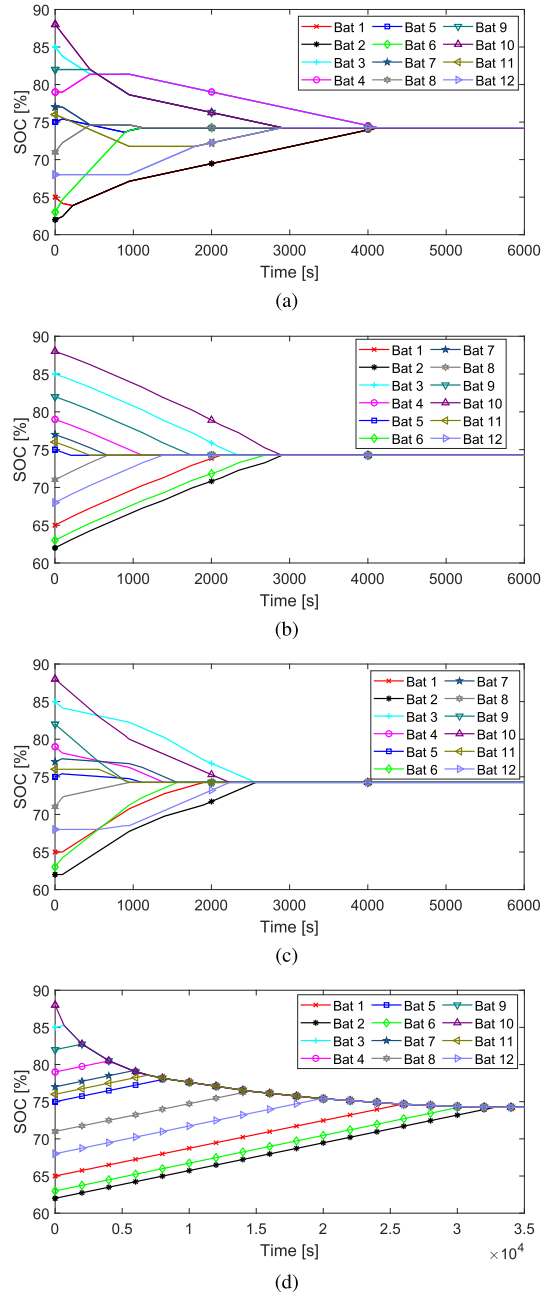 90
85
80
75
70
65
60
SOC [%]
Bat 1 Bat 5 Bat 9
Bat 2 Bat 6 Bat 10
Bat 3 Bat 7 Bat 11
Bat 4 Bat 8 Bat 12
0 1000 2000 3000 4000 5000 6000
Time [s]
(a)
90
85
80
75
70
65
60
SOC [%]
Bat 1 Bat 7
Bat 2 Bat 8
Bat 3 Bat 9
Bat 4 Bat 10
Bat 5 Bat 11
Bat 6 Bat 12
0 1000 2000 3000 4000 5000 6000
Time [s]
(b)
90
85
80
75
70
65
60
SOC [%]
Bat 1 Bat 7
Bat 2 Bat 8
Bat 3 Bat 9
Bat 4 Bat 10
Bat 5 Bat 11
Bat 6 Bat 12
0 1000 2000 3000 4000 5000 6000
Time [s]
(c)
90
85
80
75
70
65
60
SOC [%]
Bat 1 Bat 5 Bat 9
Bat 2 Bat 6 Bat 10
Bat 3 Bat 7 Bat 11
Bat 4 Bat 8 Bat 12
0 0.5 1 1.5 2 2.5 3 3.5
Time [s]
×10^4
(d)